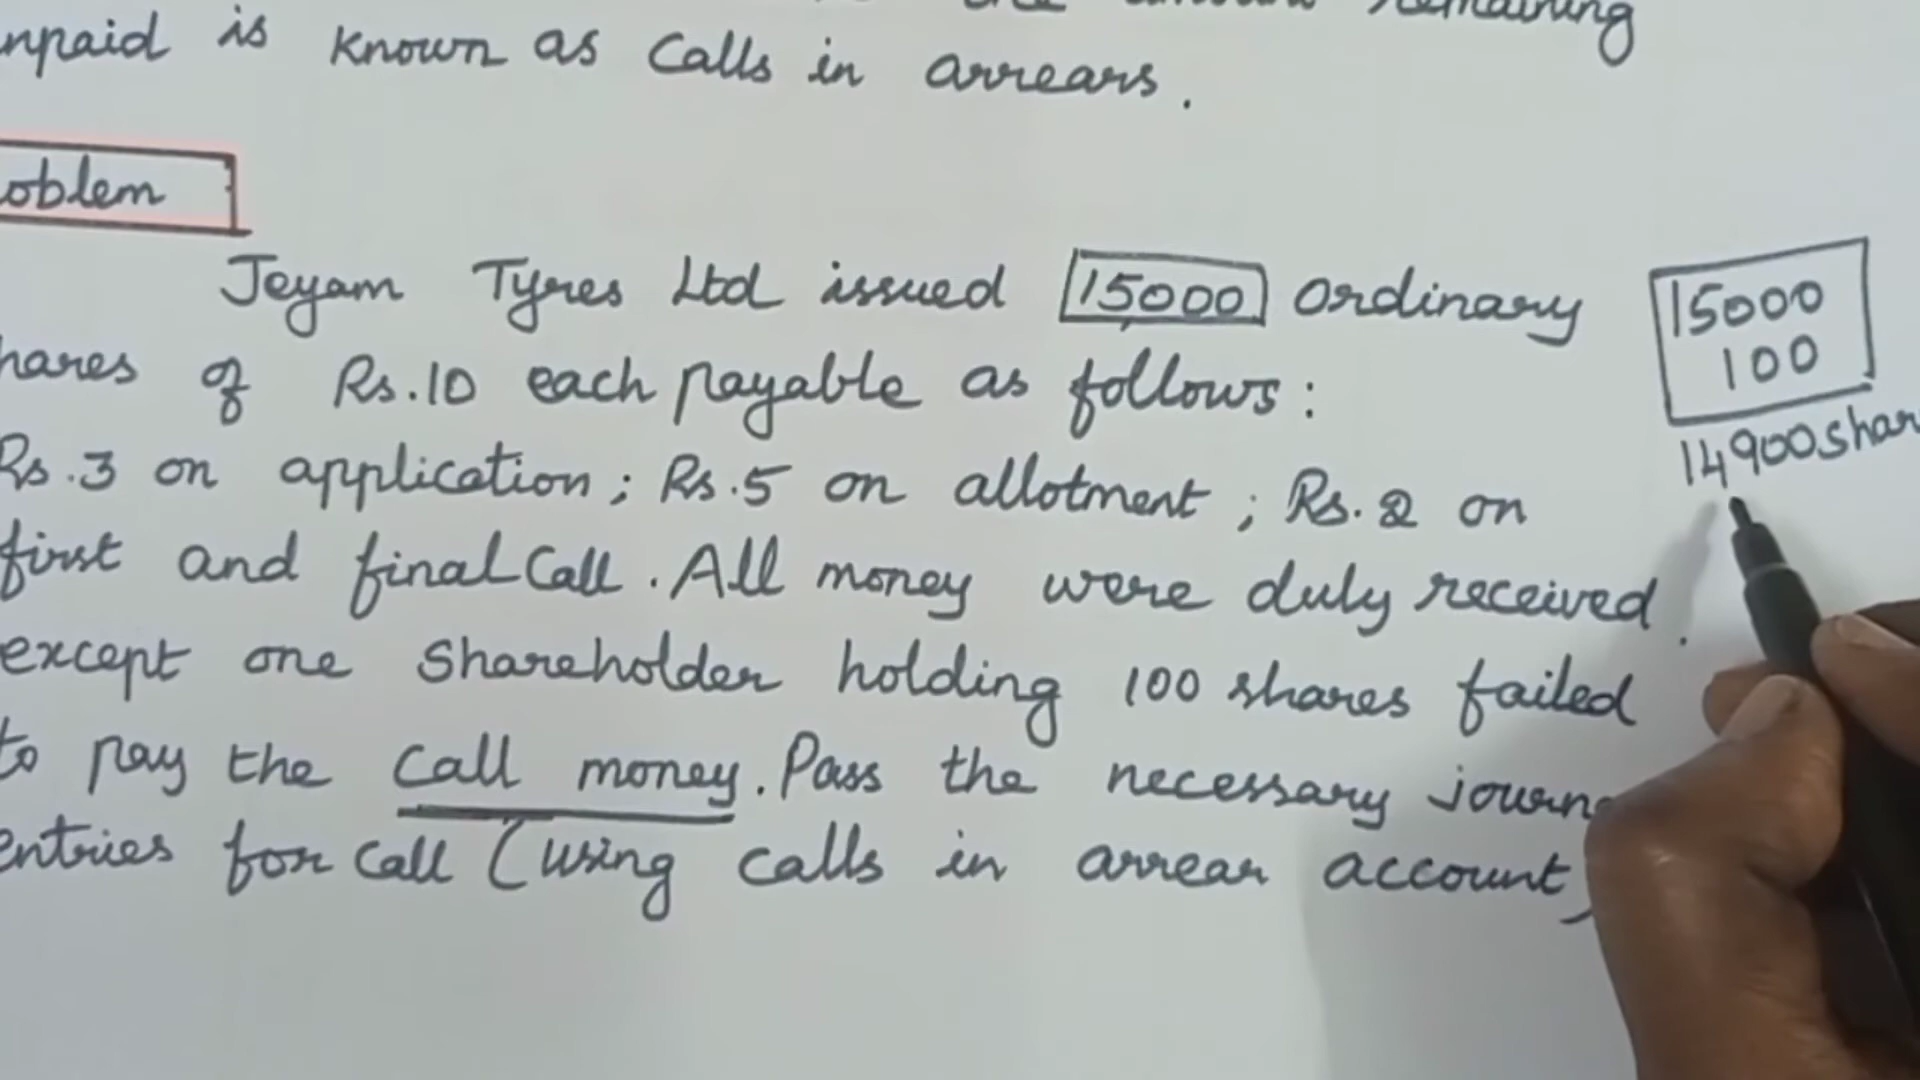 remaining
npaid is known as Calls in arrears.
oblem
Jeyam Tyres Ltd issued 15000 ordinary
hares of Rs.10 each payable as follows:
Rs.3 on application; Rs.5 on allotment; Rs.2 on
first and final Call. All money were duly received.
except one Shareholder holding 100 shares failed
to pay the call money. Pass the necessary journ
entries for call (using calls in arrear account)
15000
100
14900 shar